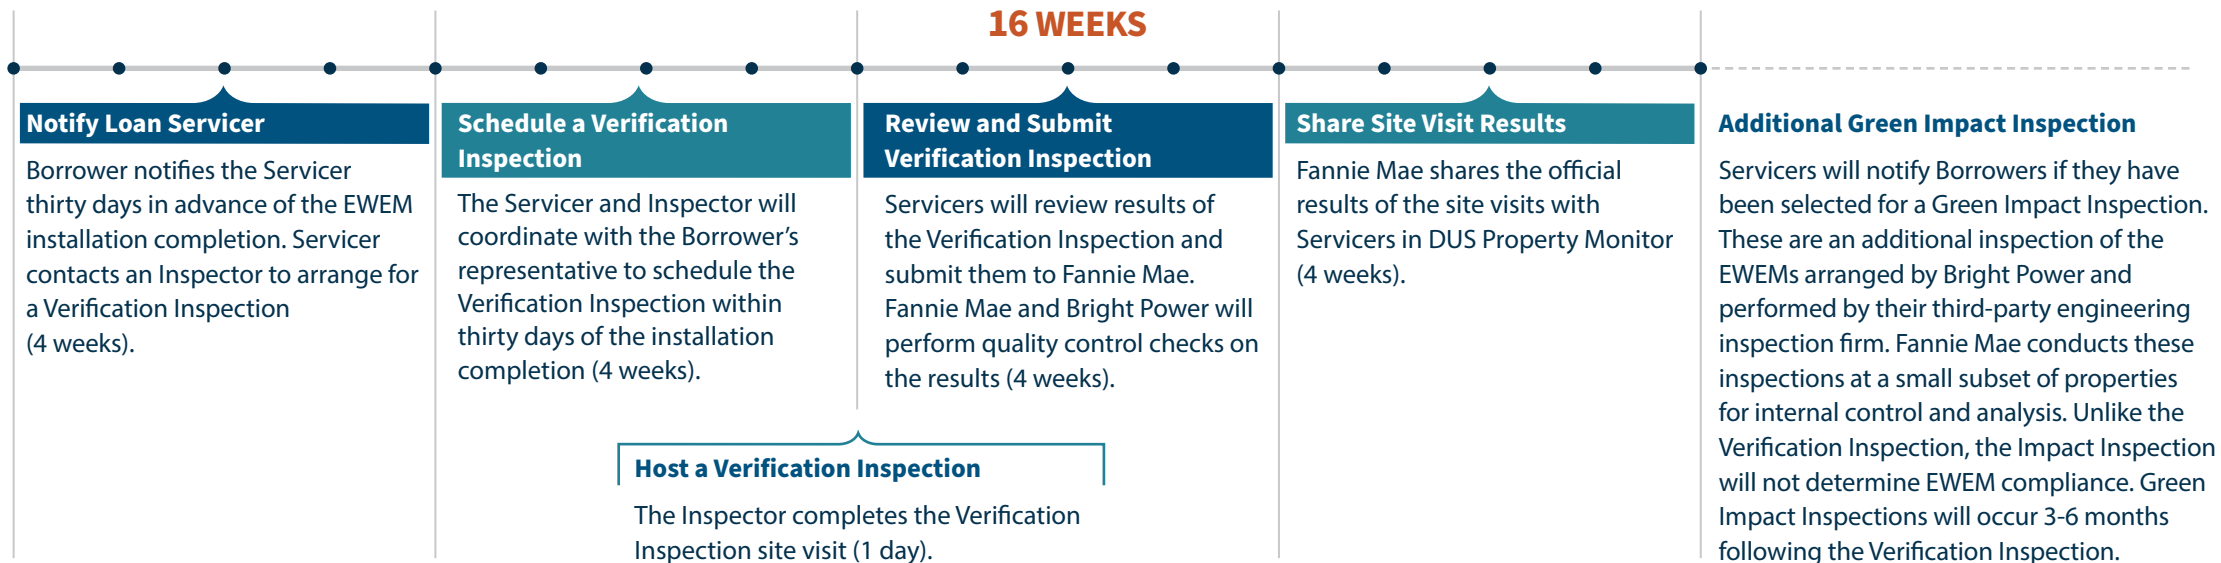 16 WEEKS
Notify Loan Servicer
Borrower notifies the Servicer
thirty days in advance of the EWEM
installation completion. Servicer
contacts an Inspector to arrange for
a Verification Inspection
(4 weeks).
Schedule a Verification
Inspection
The Servicer and Inspector will
coordinate with the Borrower’s
representative to schedule the
Verification Inspection within
thirty days of the installation
completion (4 weeks).
Review and Submit
Verification Inspection
Servicers will review results of
the Verification Inspection and
submit them to Fannie Mae.
Fannie Mae and Bright Power will
perform quality control checks on
the results (4 weeks).
Host a Verification Inspection
The Inspector completes the Verification
Inspection site visit (1 day).
Share Site Visit Results
Fannie Mae shares the official
results of the site visits with
Servicers in DUS Property Monitor
(4 weeks).
Additional Green Impact Inspection
Servicers will notify Borrowers if they have
been selected for a Green Impact Inspection.
These are an additional inspection of the
EWEMs arranged by Bright Power and
performed by their third-party engineering
inspection firm. Fannie Mae conducts these
inspections at a small subset of properties
for internal control and analysis. Unlike the
Verification Inspection, the Impact Inspection
will not determine EWEM compliance. Green
Impact Inspections will occur 3-6 months
following the Verification Inspection.